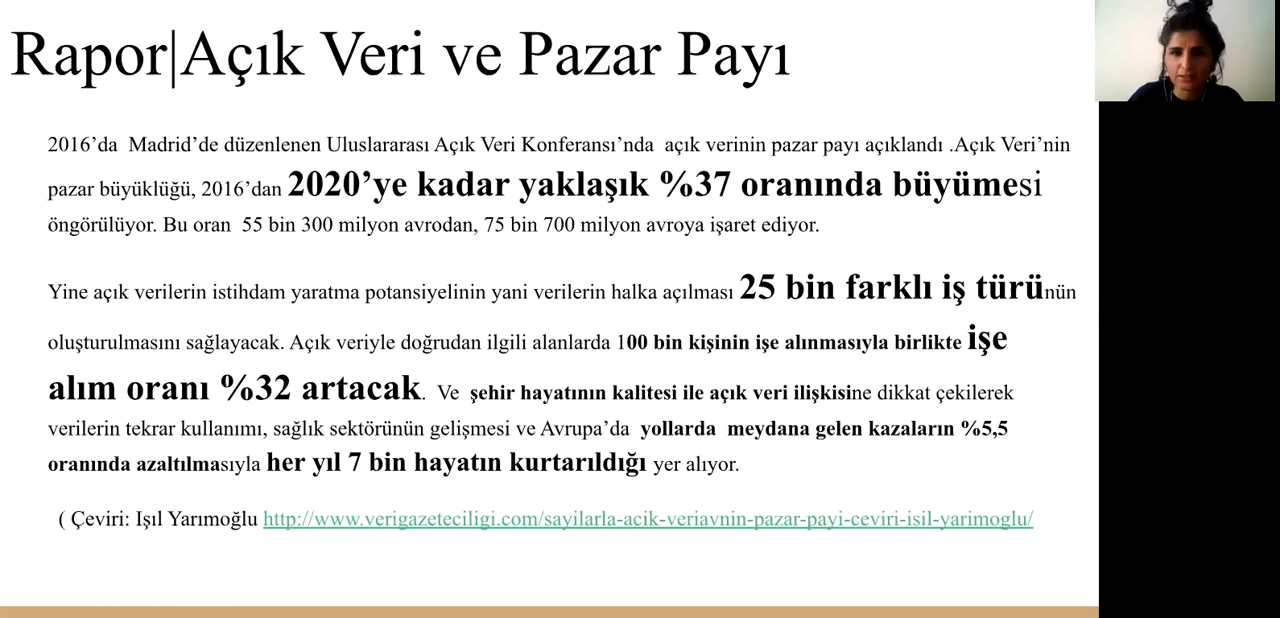 Rapor|Açık Veri ve Pazar Payı
2016’da Madrid’de düzenlenen Uluslararası Açık Veri Konferansı’nda açık verinin pazar payı açıklandı .Açık Veri’nin
pazar büyüklüğü, 2016’dan 2020’ye kadar yaklaşık %37 oranında büyümesi
öngörülüyor. Bu oran 55 bin 300 milyon avrodan, 75 bin 700 milyon avroya işaret ediyor.
Yine açık verilerin istihdam yaratma potansiyelinin yani verilerin halka açılması 25 bin farklı iş türünün
oluşturulmasını sağlayacak. Açık veriyle doğrudan ilgili alanlarda 100 bin kişinin işe alınmasıyla birlikte işe
alım oranı %32 artacak. Ve şehir hayatının kalitesi ile açık veri ilişkisine dikkat çekilerek
verilerin tekrar kullanımı, sağlık sektörünün gelişmesi ve Avrupa’da yollarda meydana gelen kazaların %5,5
oranında azaltılmasıyla her yıl 7 bin hayatın kurtarıldığı yer alıyor.
( Çeviri: Işıl Yarımoğlu http://www.verigazeteciligi.com/sayilarla-acik-veriavnin-pazar-payi-ceviri-isil-yarimoglu/